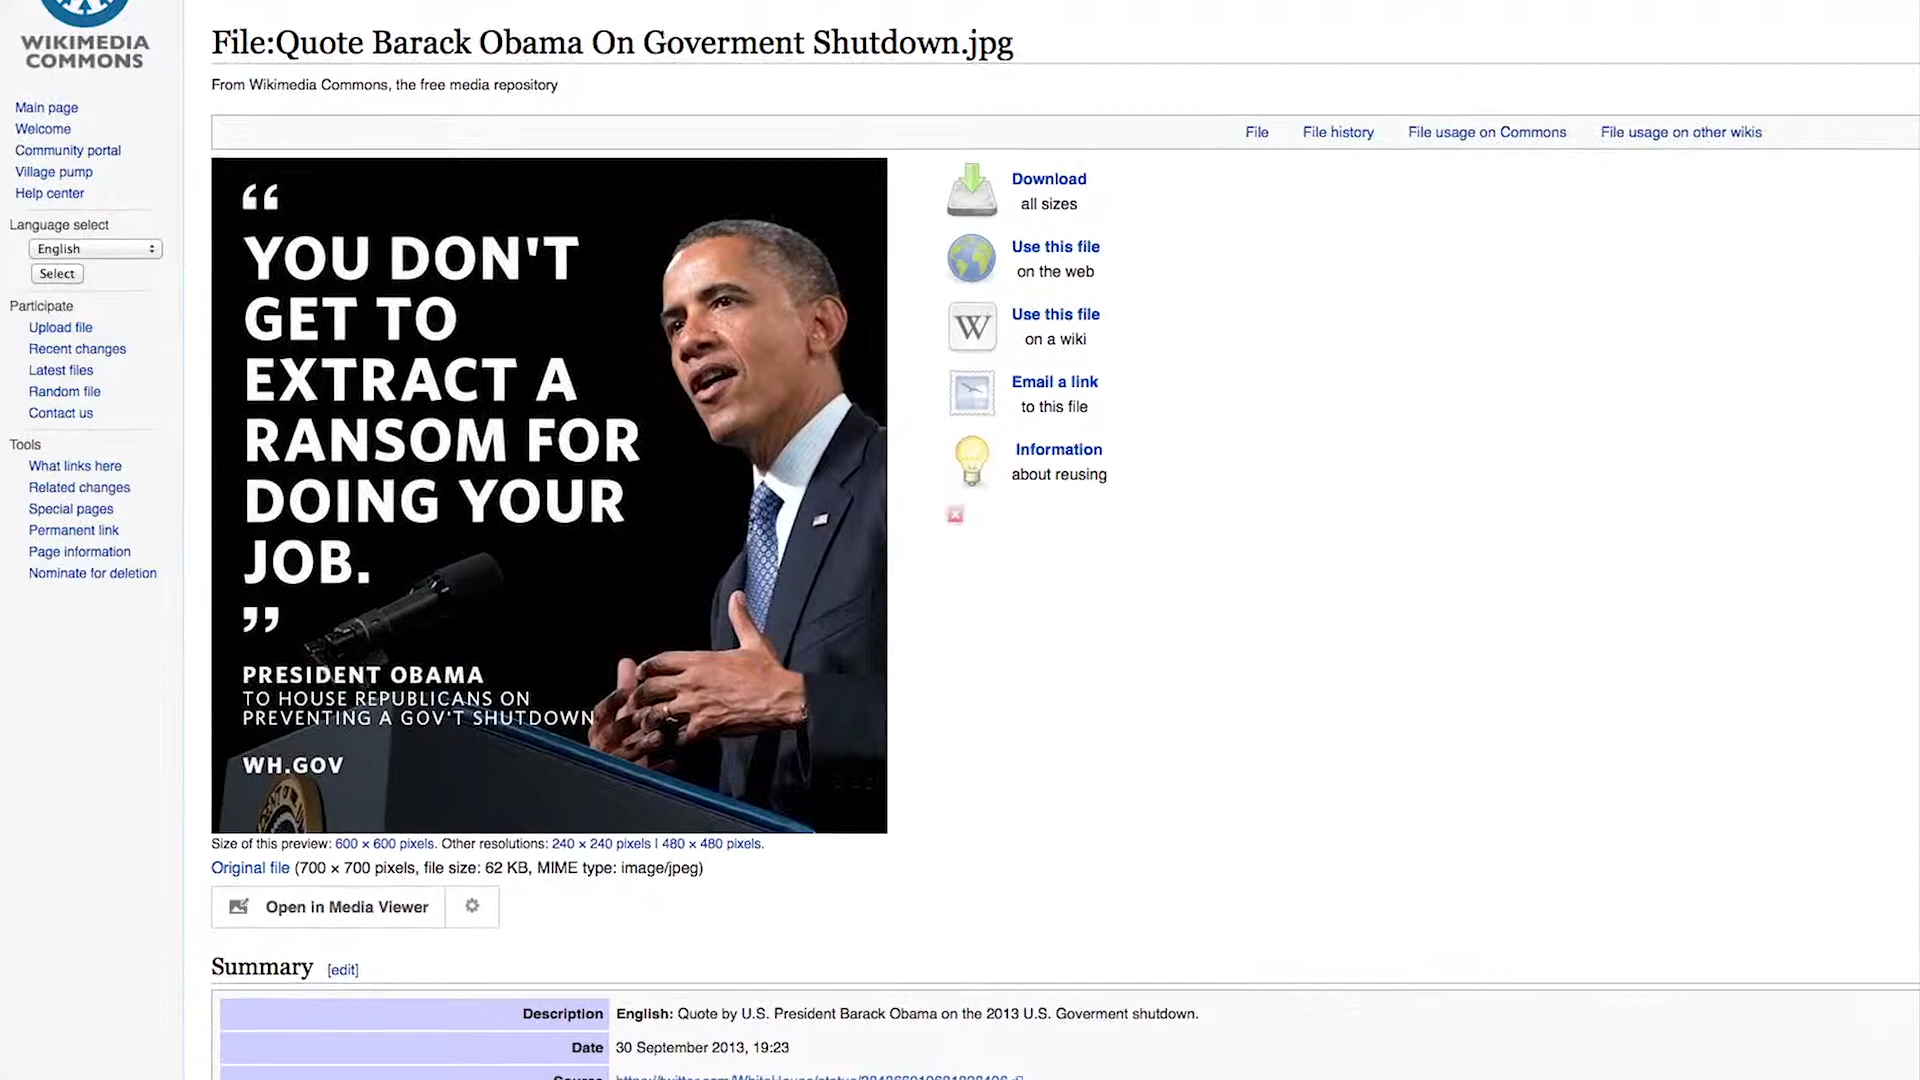 WIKIMEDIA
COMMONS
Main page
Welcome
Community portal
Village pump
Help center
Language select
English
Select
Participate
Upload file
Recent changes
Latest files
Random file
Contact us
Tools
What links here
Related changes
Special pages
Permanent link
Page information
Nominate for deletion
File:Quote Barack Obama On Goverment Shutdown.jpg
From Wikimedia Commons, the free media repository
File File history File usage on Commons File usage on other wikis
“
YOU DON'T
GET TO
EXTRACT A
RANSOM FOR
DOING YOUR
JOB.
”
PRESIDENT OBAMA
TO HOUSE REPUBLICANS ON
PREVENTING A GOV'T SHUTDOWN
WH.GOV
Download
all sizes
Use this file
on the web
W
Use this file
on a wiki
Email a link
to this file
Information
about reusing
Size of this preview: 600 × 600 pixels. Other resolutions: 240 × 240 pixels | 480 × 480 pixels.
Original file (700 × 700 pixels, file size: 62 KB, MIME type: image/jpeg)
Open in Media Viewer
Summary [edit]
Description English: Quote by U.S. President Barack Obama on the 2013 U.S. Goverment shutdown.
Date 30 September 2013, 19:23